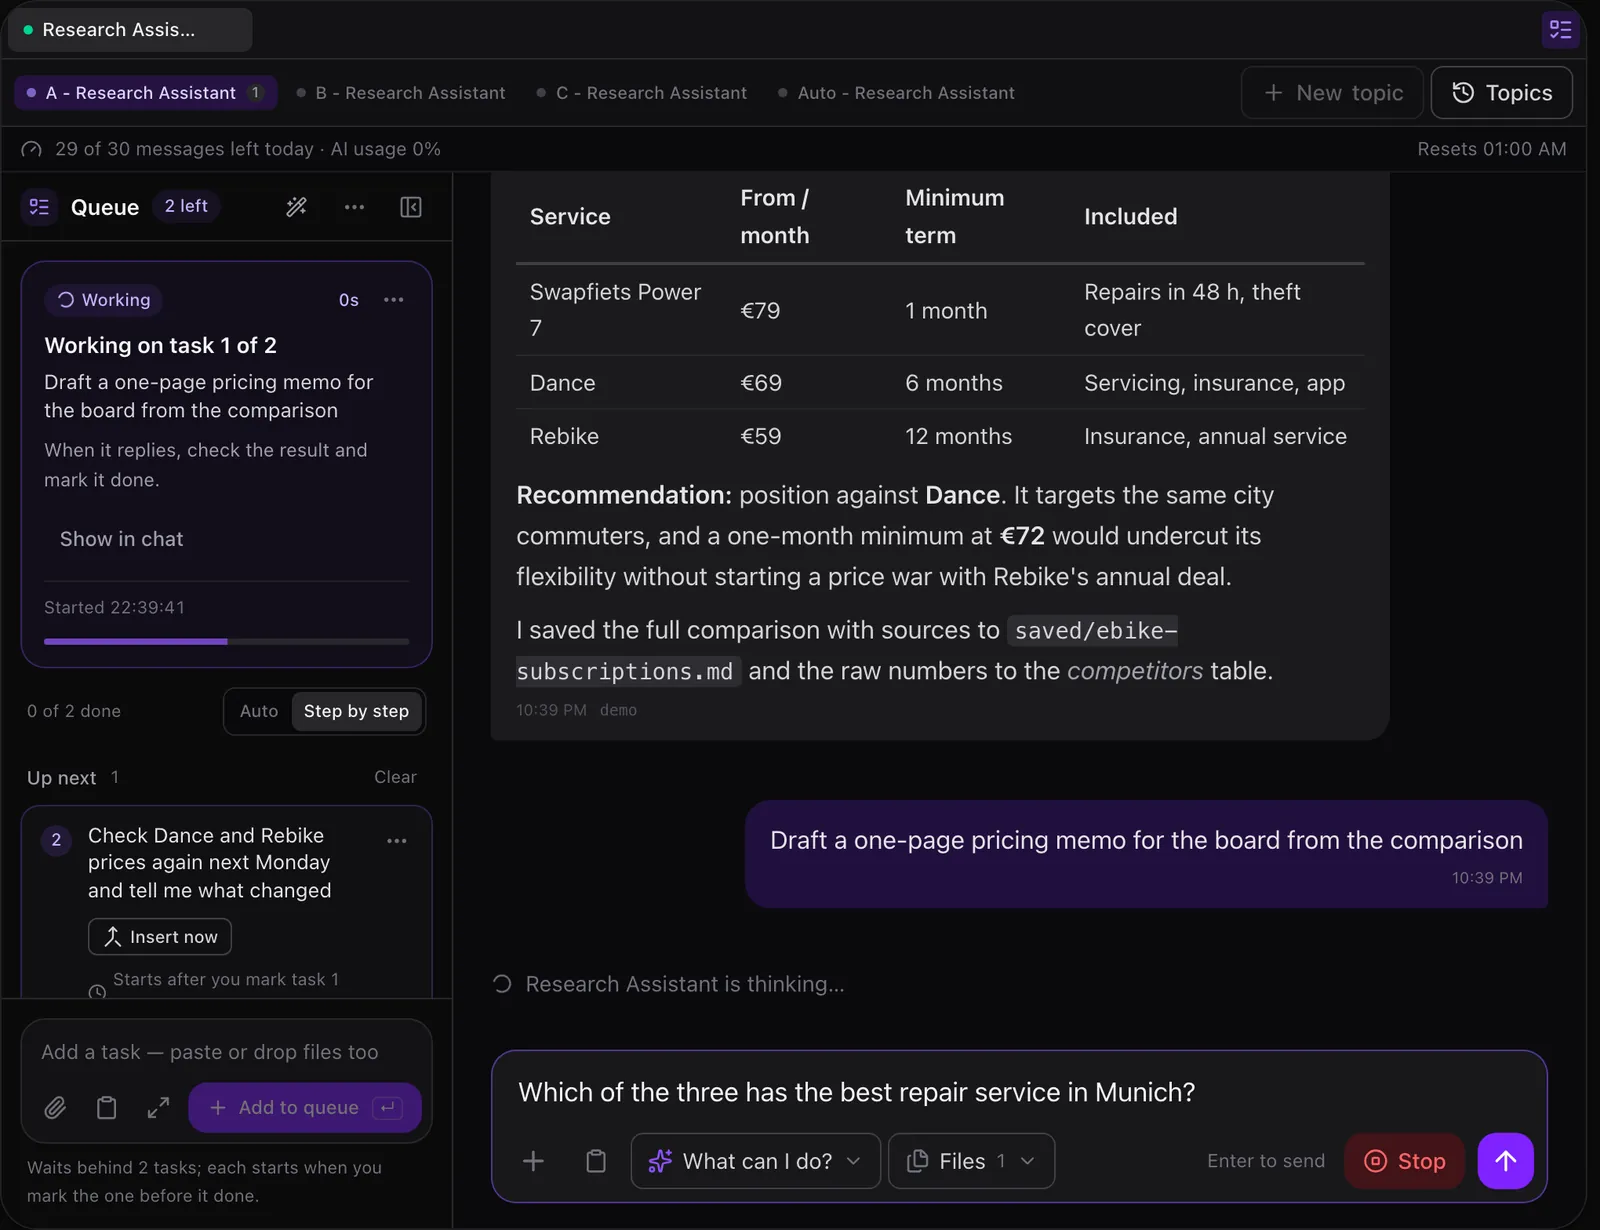 Research Assis...
A - Research Assistant 1
B - Research Assistant
C - Research Assistant
Auto - Research Assistant
New topic
Topics
29 of 30 messages left today · AI usage 0%
Resets 01:00 AM
Queue
2 left
Working
0s
Working on task 1 of 2
Draft a one-page pricing memo for
the board from the comparison
When it replies, check the result and
mark it done.
Show in chat
Started 22:39:41
0 of 2 done
Auto
Step by step
Up next 1
Clear
2
Check Dance and Rebike
prices again next Monday
and tell me what changed
Insert now
Starts after you mark task 1
Add a task — paste or drop files too
+ Add to queue
Waits behind 2 tasks; each starts when you
mark the one before it done.
Service
From /
month
Minimum
term
Included
Swapfiets Power
7
€79
1 month
Repairs in 48 h, theft
cover
Dance
€69
6 months
Servicing, insurance, app
Rebike
€59
12 months
Insurance, annual service
Recommendation: position against Dance. It targets the same city
commuters, and a one-month minimum at €72 would undercut its
flexibility without starting a price war with Rebike's annual deal.
I saved the full comparison with sources to saved/ebike-
subscriptions.md and the raw numbers to the competitors table.
10:39 PM demo
Draft a one-page pricing memo for the board from the comparison
10:39 PM
Research Assistant is thinking...
Which of the three has the best repair service in Munich?
What can I do?
Files 1
Enter to send
Stop